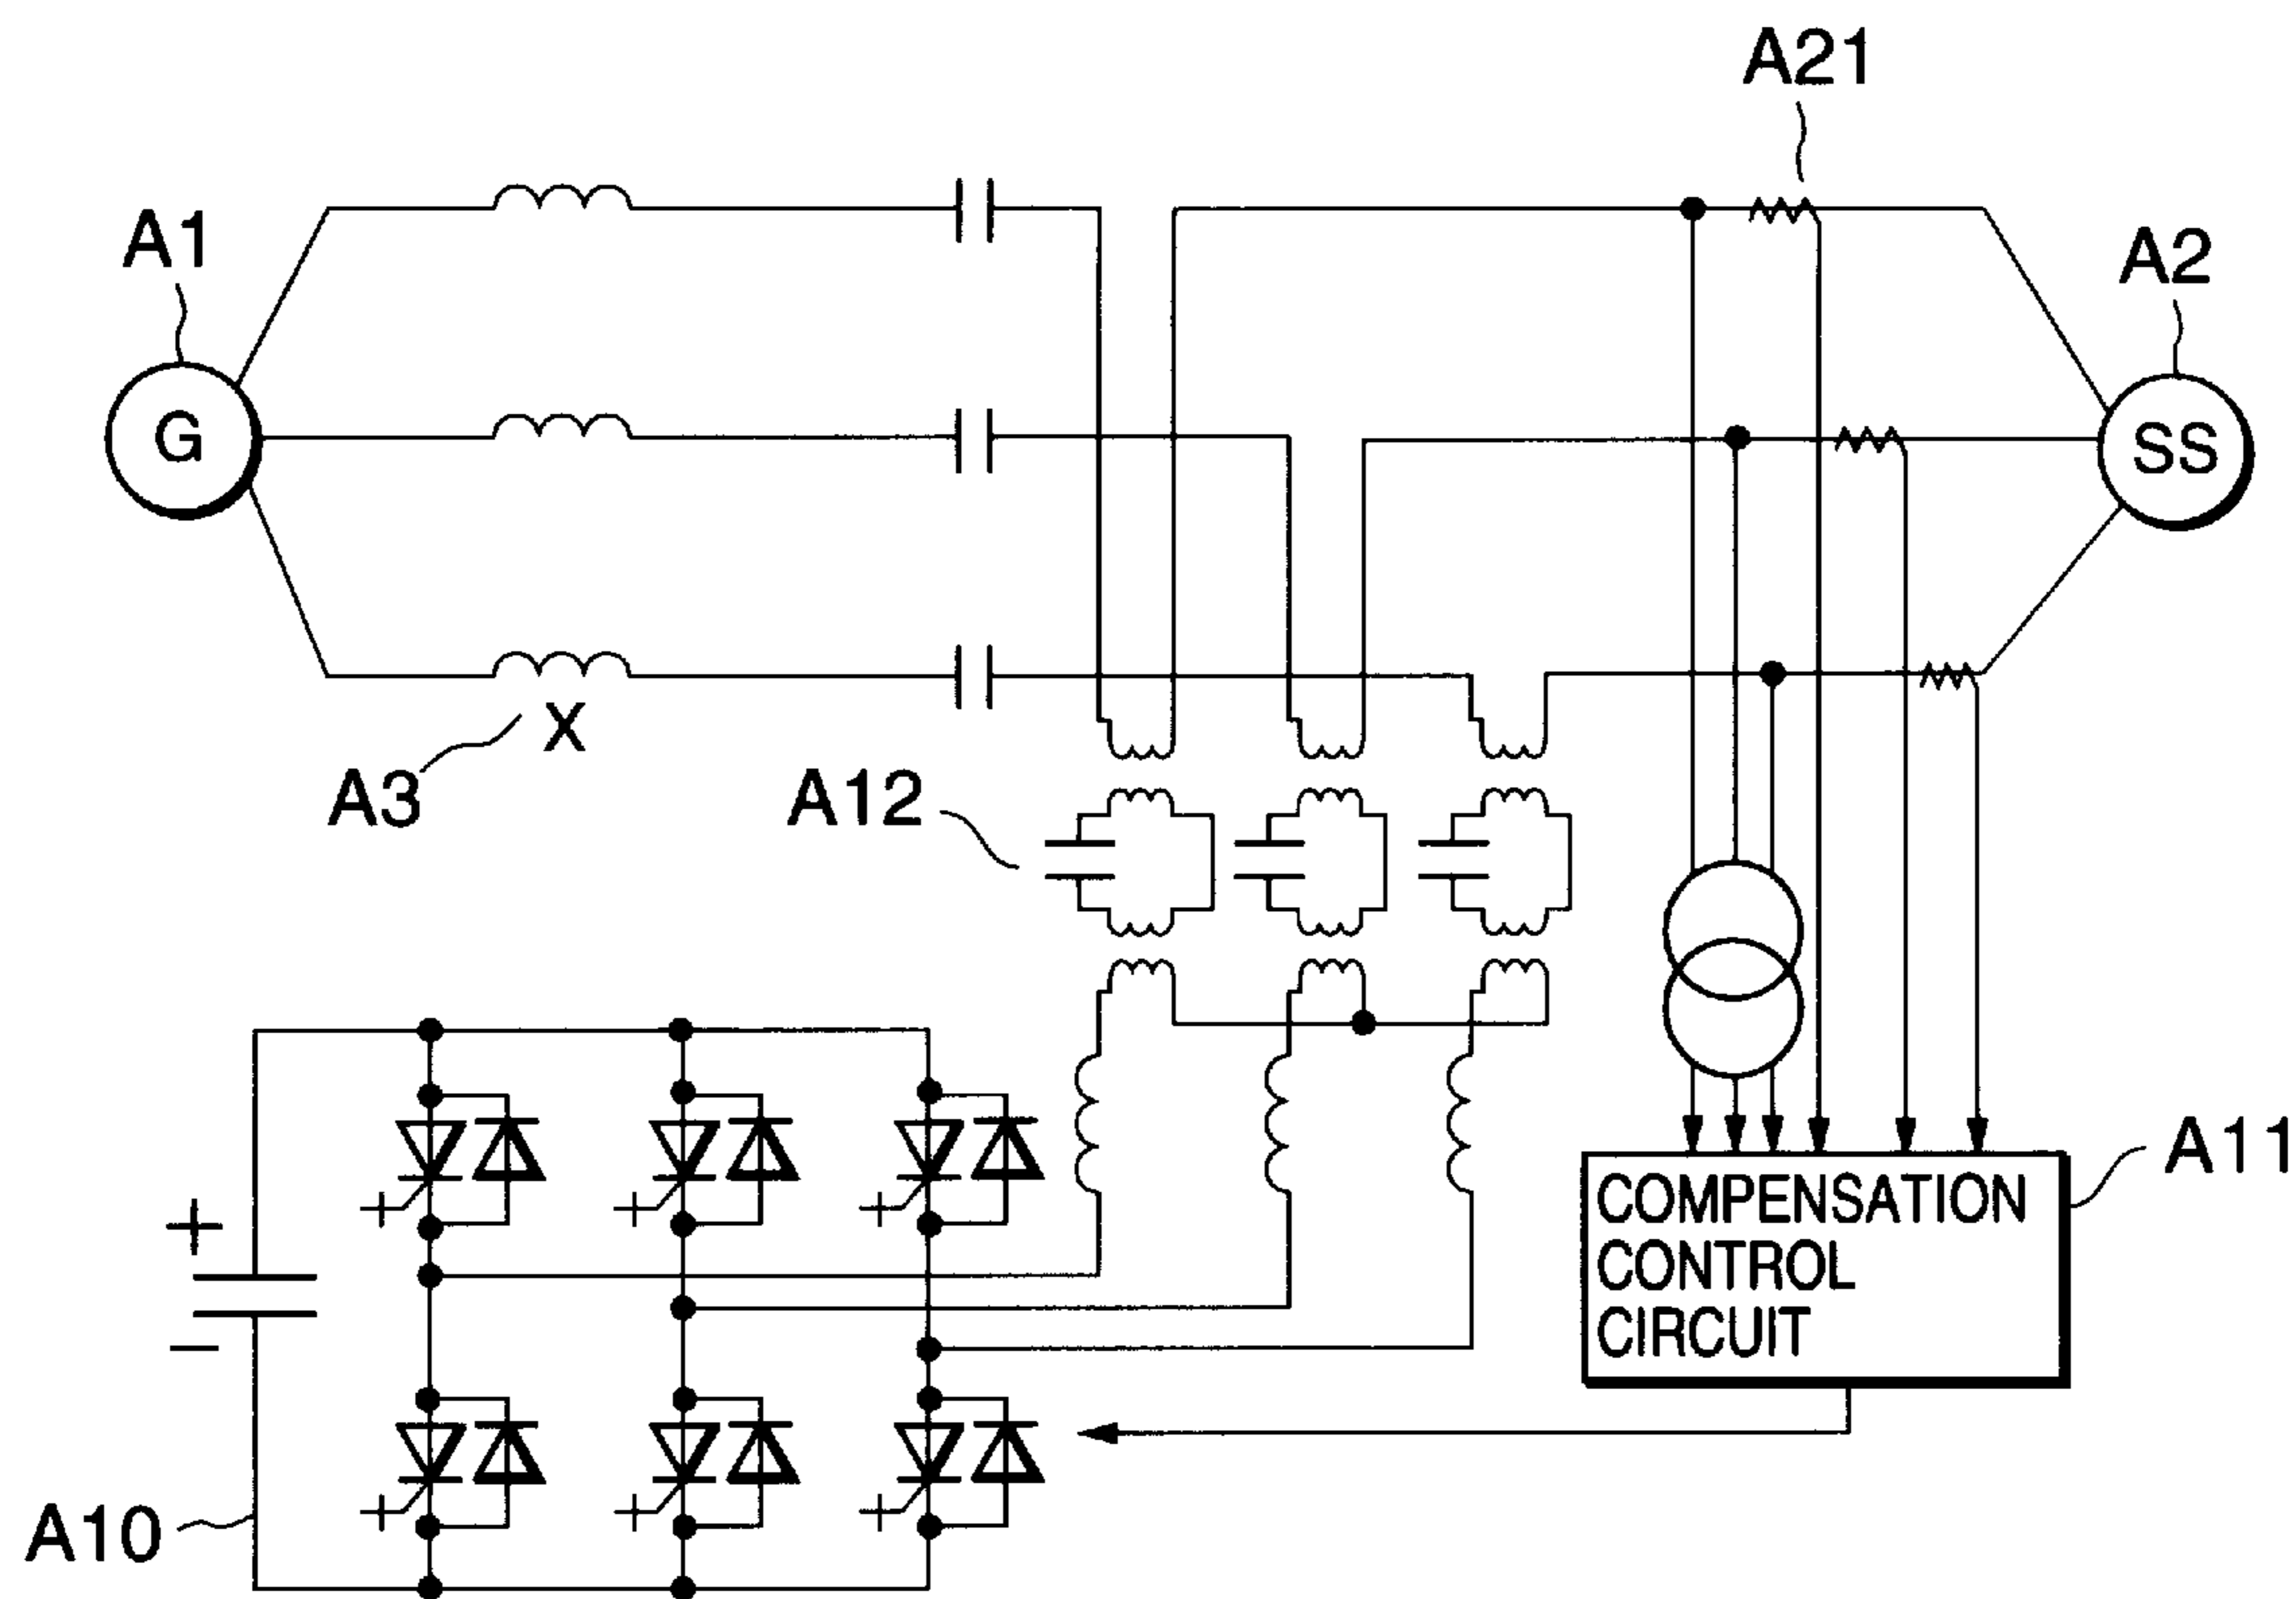 A21
A1
A2
G
SS
X
A3
A12
A11
COMPENSATION
CONTROL
CIRCUIT
+
−
A10